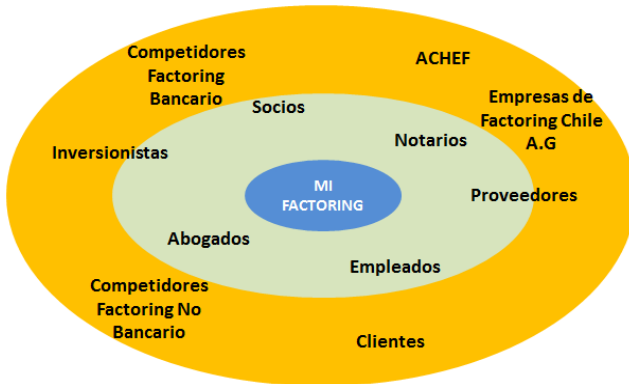 Competidores
Factoring
Bancario
ACHEF
Socios
Empresas de
Factoring Chile
A.G
Notarios
Inversionistas
MI
FACTORING
Proveedores
Abogados
Empleados
Competidores
Factoring No
Bancario
Clientes